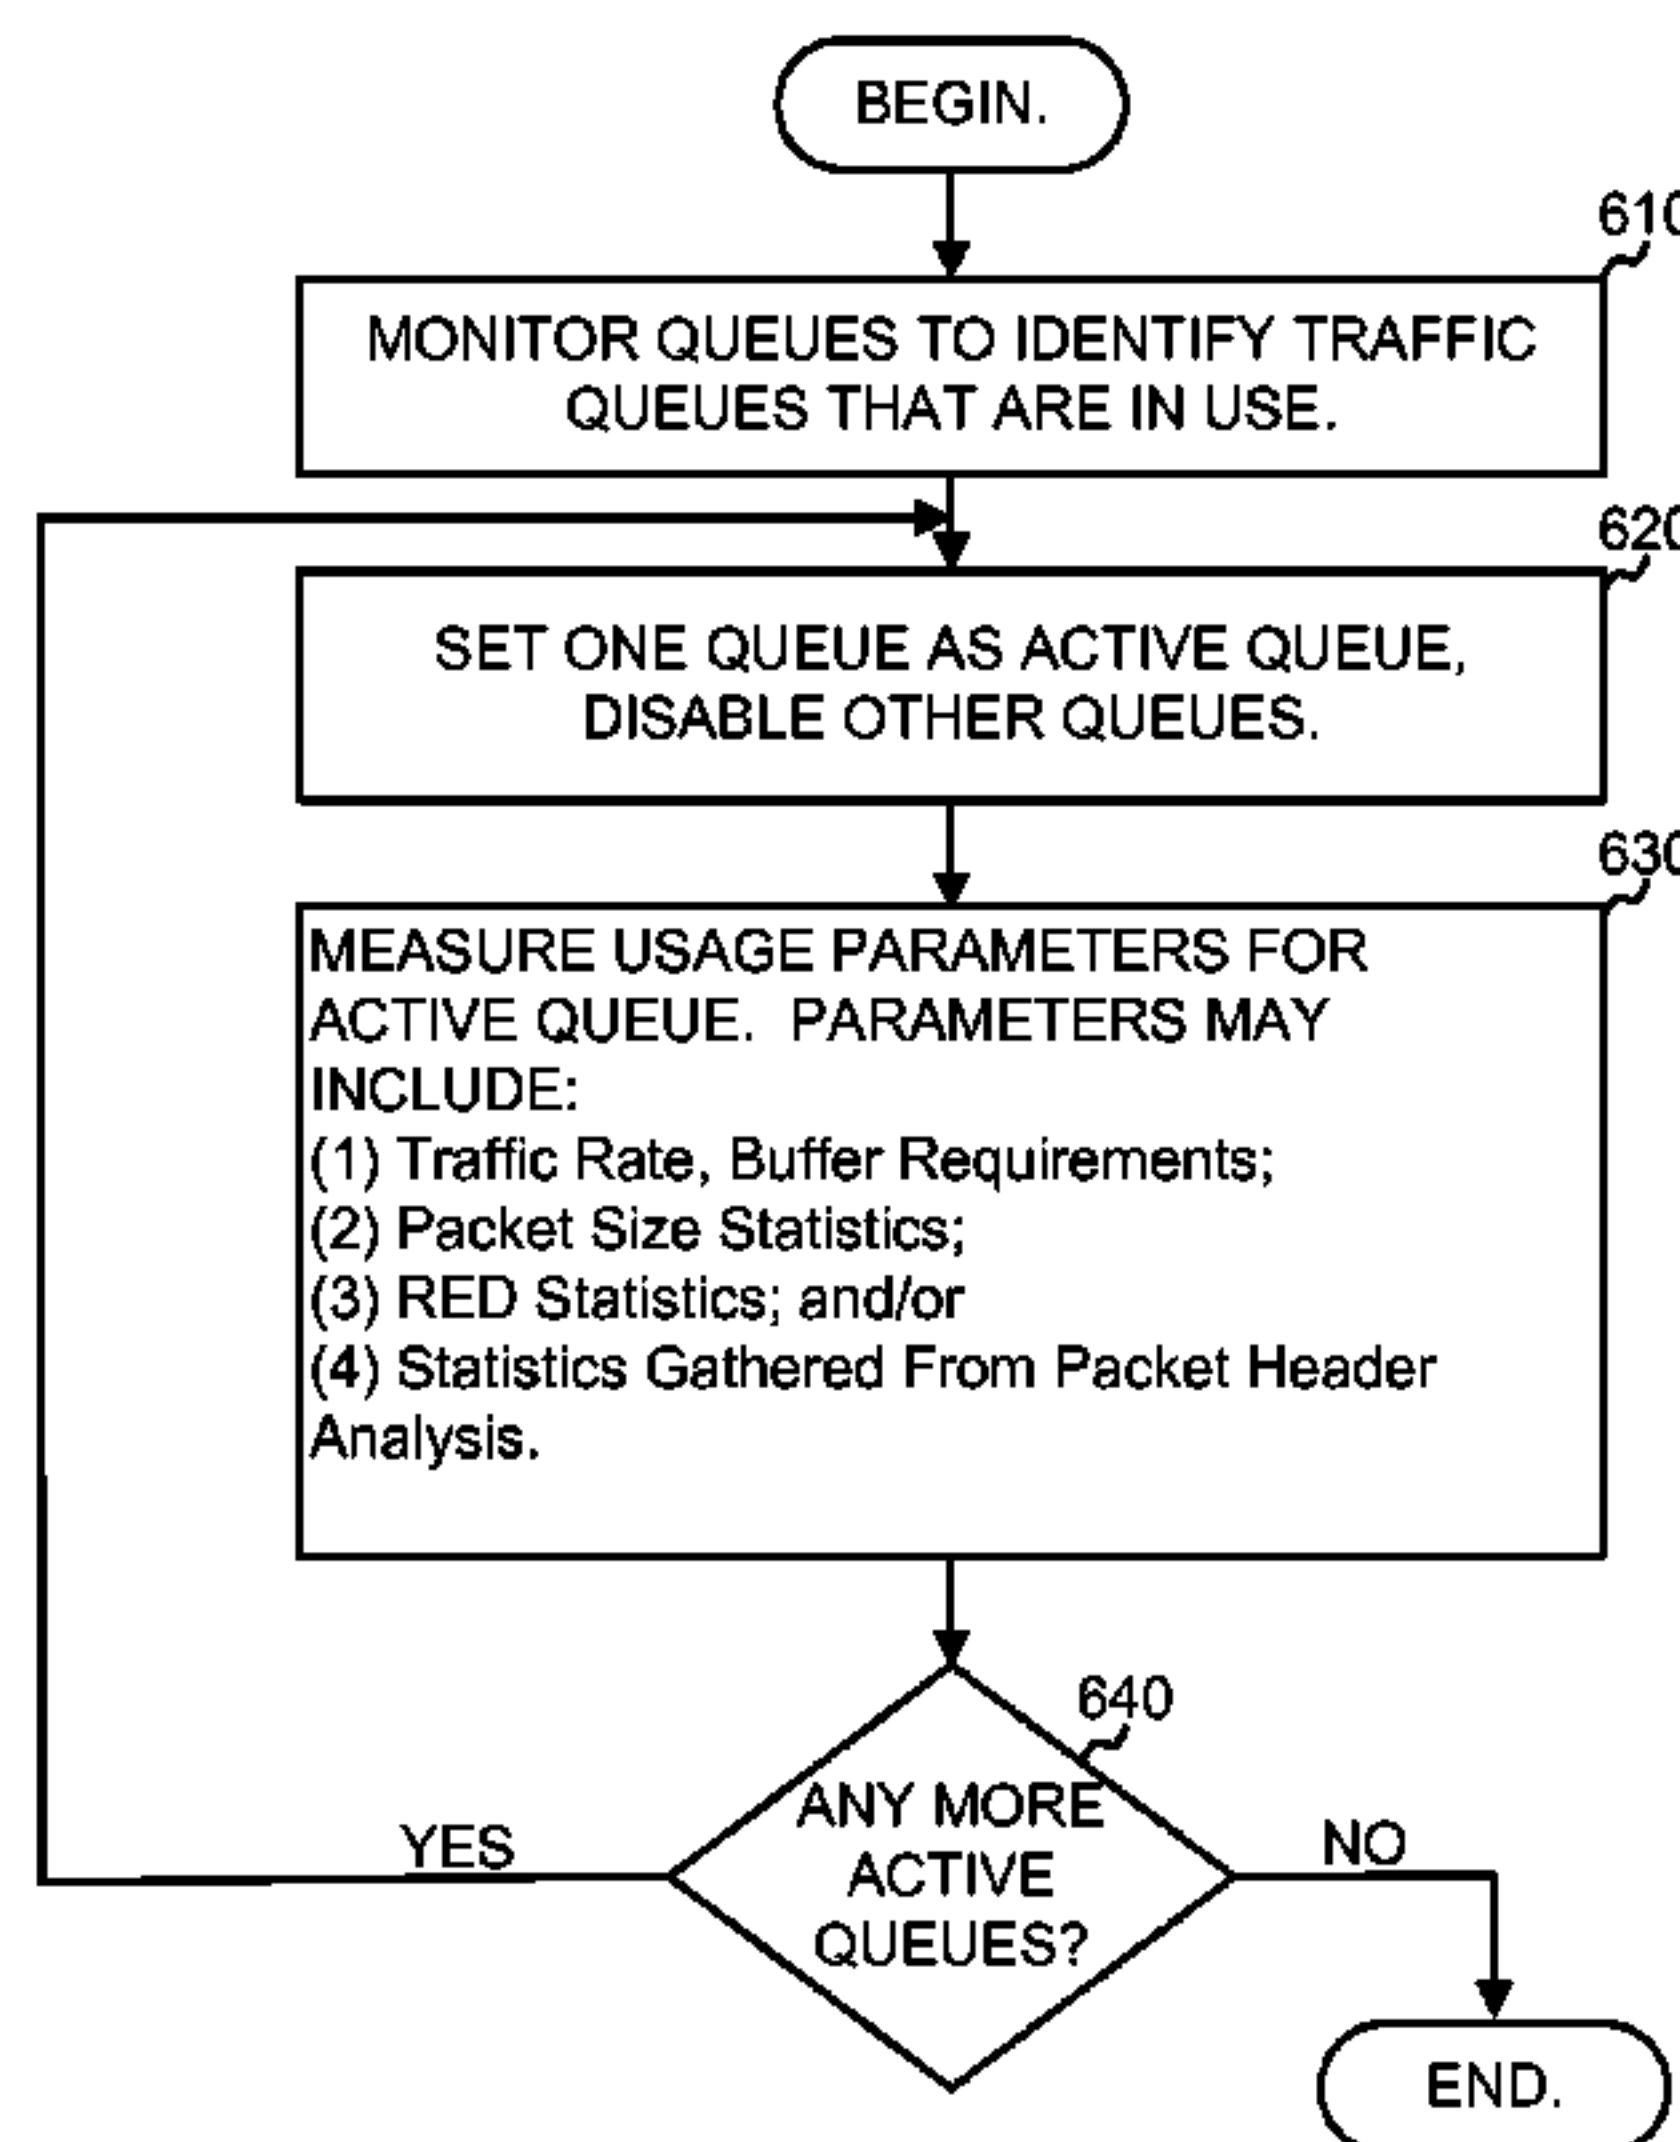 BEGIN.
610
MONITOR QUEUES TO IDENTIFY TRAFFIC
QUEUES THAT ARE IN USE.
620
SET ONE QUEUE AS ACTIVE QUEUE,
DISABLE OTHER QUEUES.
630
MEASURE USAGE PARAMETERS FOR
ACTIVE QUEUE. PARAMETERS MAY
INCLUDE:
(1) Traffic Rate, Buffer Requirements;
(2) Packet Size Statistics;
(3) RED Statistics; and/or
(4) Statistics Gathered From Packet Header
Analysis.
640
ANY MORE
ACTIVE
QUEUES?
YES
NO
END.